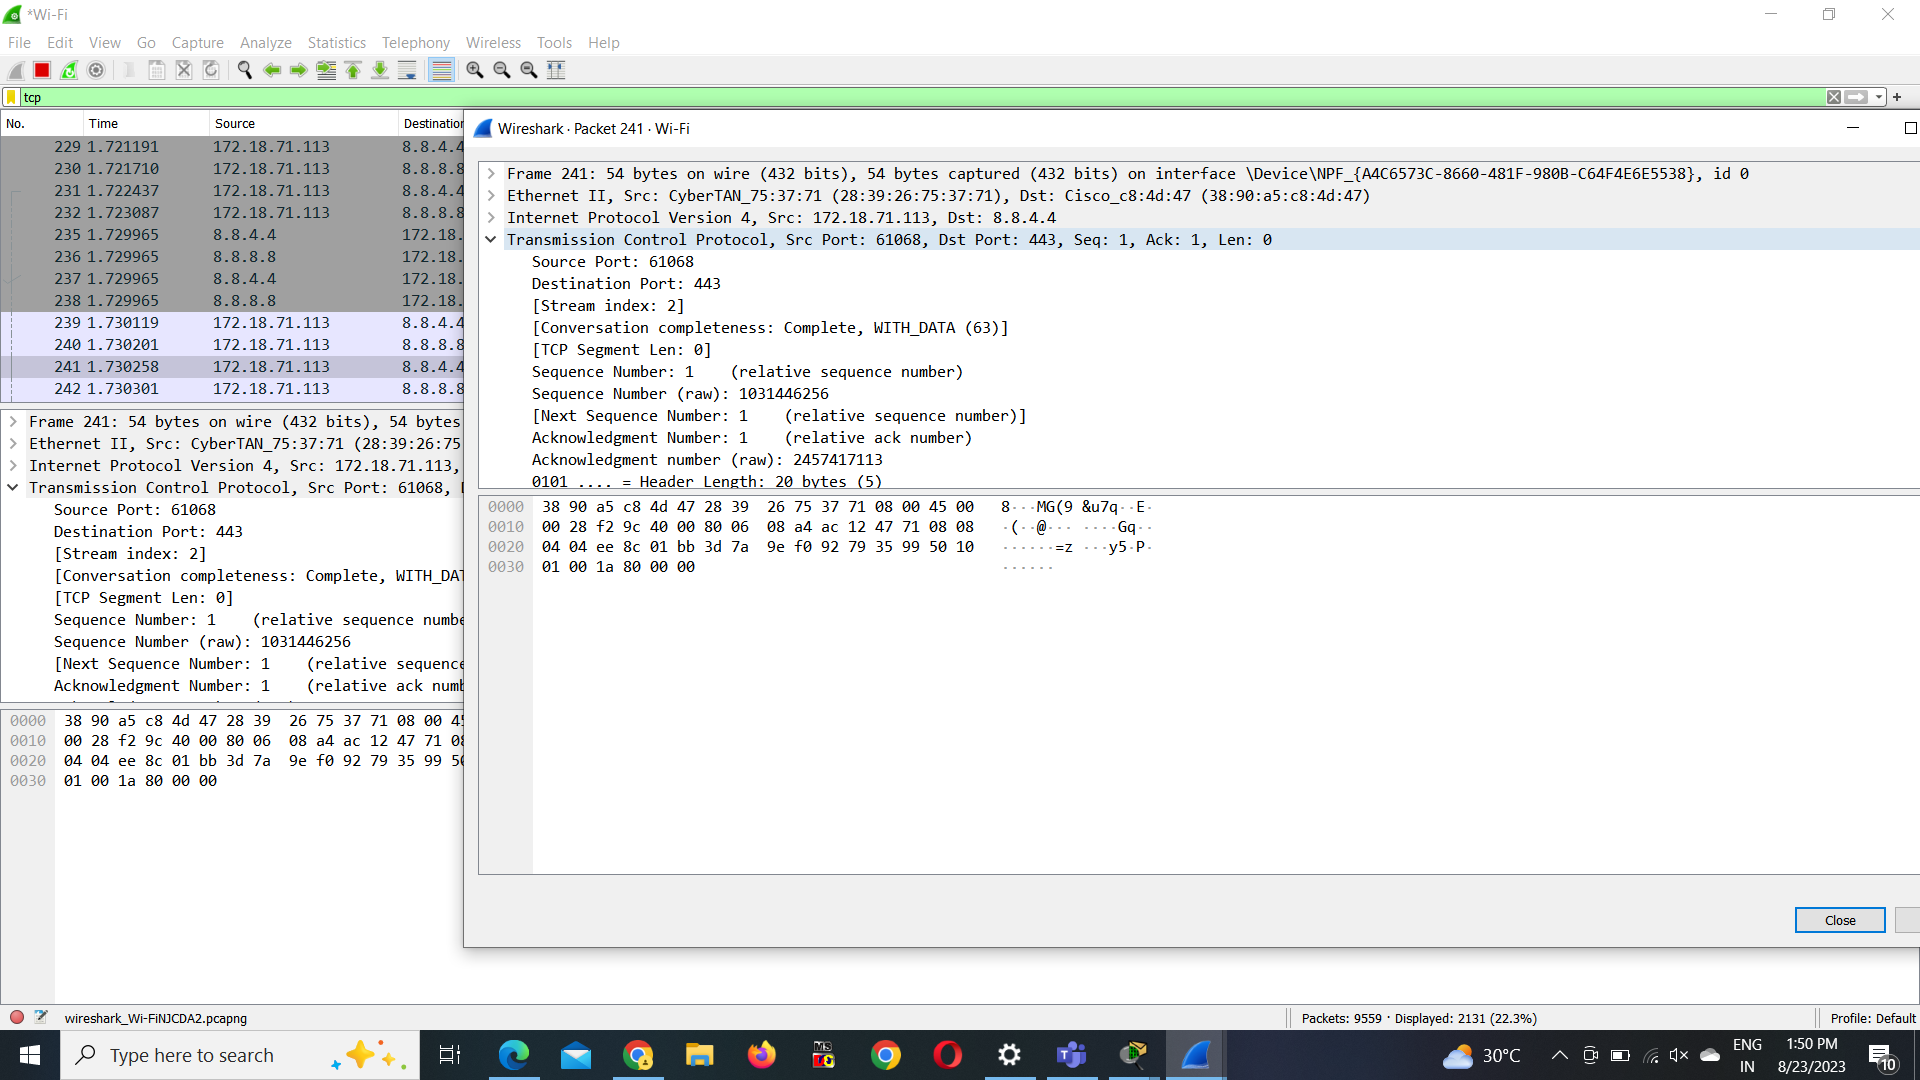 *Wi-Fi
File Edit View Go Capture Analyze Statistics Telephony Wireless Tools Help
tcp
No. Time Source Destination
229 1.721191 172.18.71.113 8.8.4.4
230 1.721710 172.18.71.113 8.8.8.8
231 1.722437 172.18.71.113 8.8.4.4
232 1.723087 172.18.71.113 8.8.8.8
235 1.729965 8.8.4.4 172.18.
236 1.729965 8.8.8.8 172.18.
237 1.729965 8.8.4.4 172.18.
238 1.729965 8.8.8.8 172.18.
239 1.730119 172.18.71.113 8.8.4.4
240 1.730201 172.18.71.113 8.8.8.8
241 1.730258 172.18.71.113 8.8.4.4
242 1.730301 172.18.71.113 8.8.8.8
Frame 241: 54 bytes on wire (432 bits), 54 bytes
Ethernet II, Src: CyberTAN_75:37:71 (28:39:26:75
Internet Protocol Version 4, Src: 172.18.71.113,
Transmission Control Protocol, Src Port: 61068,
Source Port: 61068
Destination Port: 443
[Stream index: 2]
[Conversation completeness: Complete, WITH_DAT
[TCP Segment Len: 0]
Sequence Number: 1 (relative sequence numbe
Sequence Number (raw): 1031446256
[Next Sequence Number: 1 (relative sequence
Acknowledgment Number: 1 (relative ack numb
0000 38 90 a5 c8 4d 47 28 39 26 75 37 71 08 00 45
0010 00 28 f2 9c 40 00 80 06 08 a4 ac 12 47 71 08
0020 04 04 ee 8c 01 bb 3d 7a 9e f0 92 79 35 99 50
0030 01 00 1a 80 00 00
Wireshark · Packet 241 · Wi-Fi
Frame 241: 54 bytes on wire (432 bits), 54 bytes captured (432 bits) on interface \Device\NPF_{A4C6573C-8660-481F-980B-C64F4E6E5538}, id 0
Ethernet II, Src: CyberTAN_75:37:71 (28:39:26:75:37:71), Dst: Cisco_c8:4d:47 (38:90:a5:c8:4d:47)
Internet Protocol Version 4, Src: 172.18.71.113, Dst: 8.8.4.4
Transmission Control Protocol, Src Port: 61068, Dst Port: 443, Seq: 1, Ack: 1, Len: 0
Source Port: 61068
Destination Port: 443
[Stream index: 2]
[Conversation completeness: Complete, WITH_DATA (63)]
[TCP Segment Len: 0]
Sequence Number: 1 (relative sequence number)
Sequence Number (raw): 1031446256
[Next Sequence Number: 1 (relative sequence number)]
Acknowledgment Number: 1 (relative ack number)
Acknowledgment number (raw): 2457417113
0101 .... = Header Length: 20 bytes (5)
0000 38 90 a5 c8 4d 47 28 39 26 75 37 71 08 00 45 00 8···MG(9 &u7q··E·
0010 00 28 f2 9c 40 00 80 06 08 a4 ac 12 47 71 08 08 ·(··@··· ····Gq··
0020 04 04 ee 8c 01 bb 3d 7a 9e f0 92 79 35 99 50 10 ······=z ···y5·P·
0030 01 00 1a 80 00 00 ······
Close
wireshark_Wi-FiNJCDA2.pcapng
Packets: 9559 · Displayed: 2131 (22.3%)
Profile: Default
Type here to search
MS
30°C
ENG
IN
1:50 PM
8/23/2023
10